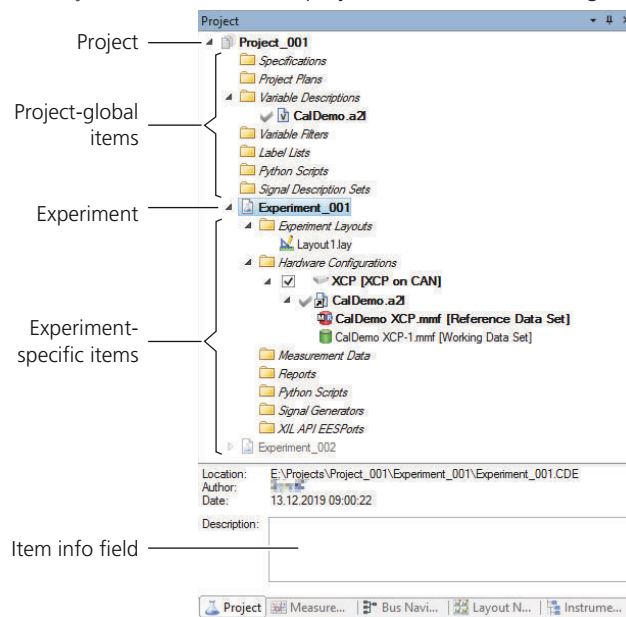 Project
Project
Project_001
Specifications
Project Plans
Variable Descriptions
Project-global
items
CalDemo.a2l
Variable Filters
Label Lists
Python Scripts
Signal Description Sets
Experiment
Experiment_001
Experiment Layouts
Layout1.lay
Hardware Configurations
XCP [XCP on CAN]
CalDemo.a2l
CalDemo XCP.mmf [Reference Data Set]
Experiment-
specific items
CalDemo XCP-1.mmf [Working Data Set]
Measurement Data
Reports
Python Scripts
Signal Generators
XIL API EESPorts
Experiment_002
Location: E:\Projects\Project_001\Experiment_001\Experiment_001.CDE
Author:
Date: 13.12.2019 09:00:22
Description:
Item info field
Project Measure... Bus Navi... Layout N... Instrume...